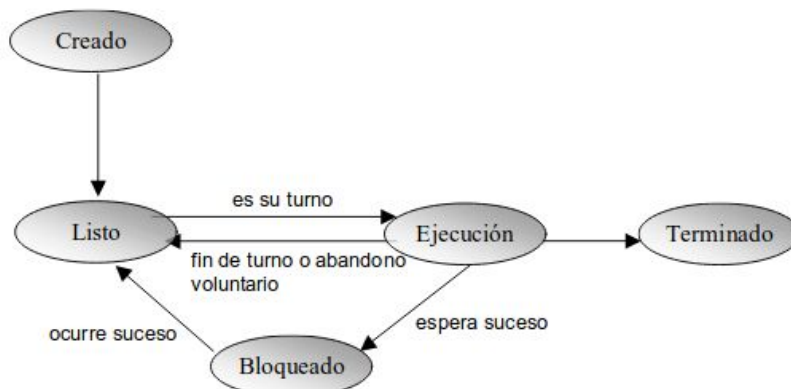 Creado
es su turno
Listo
Ejecución
Terminado
fin de turno o abandono
voluntario
ocurre suceso
espera suceso
Bloqueado